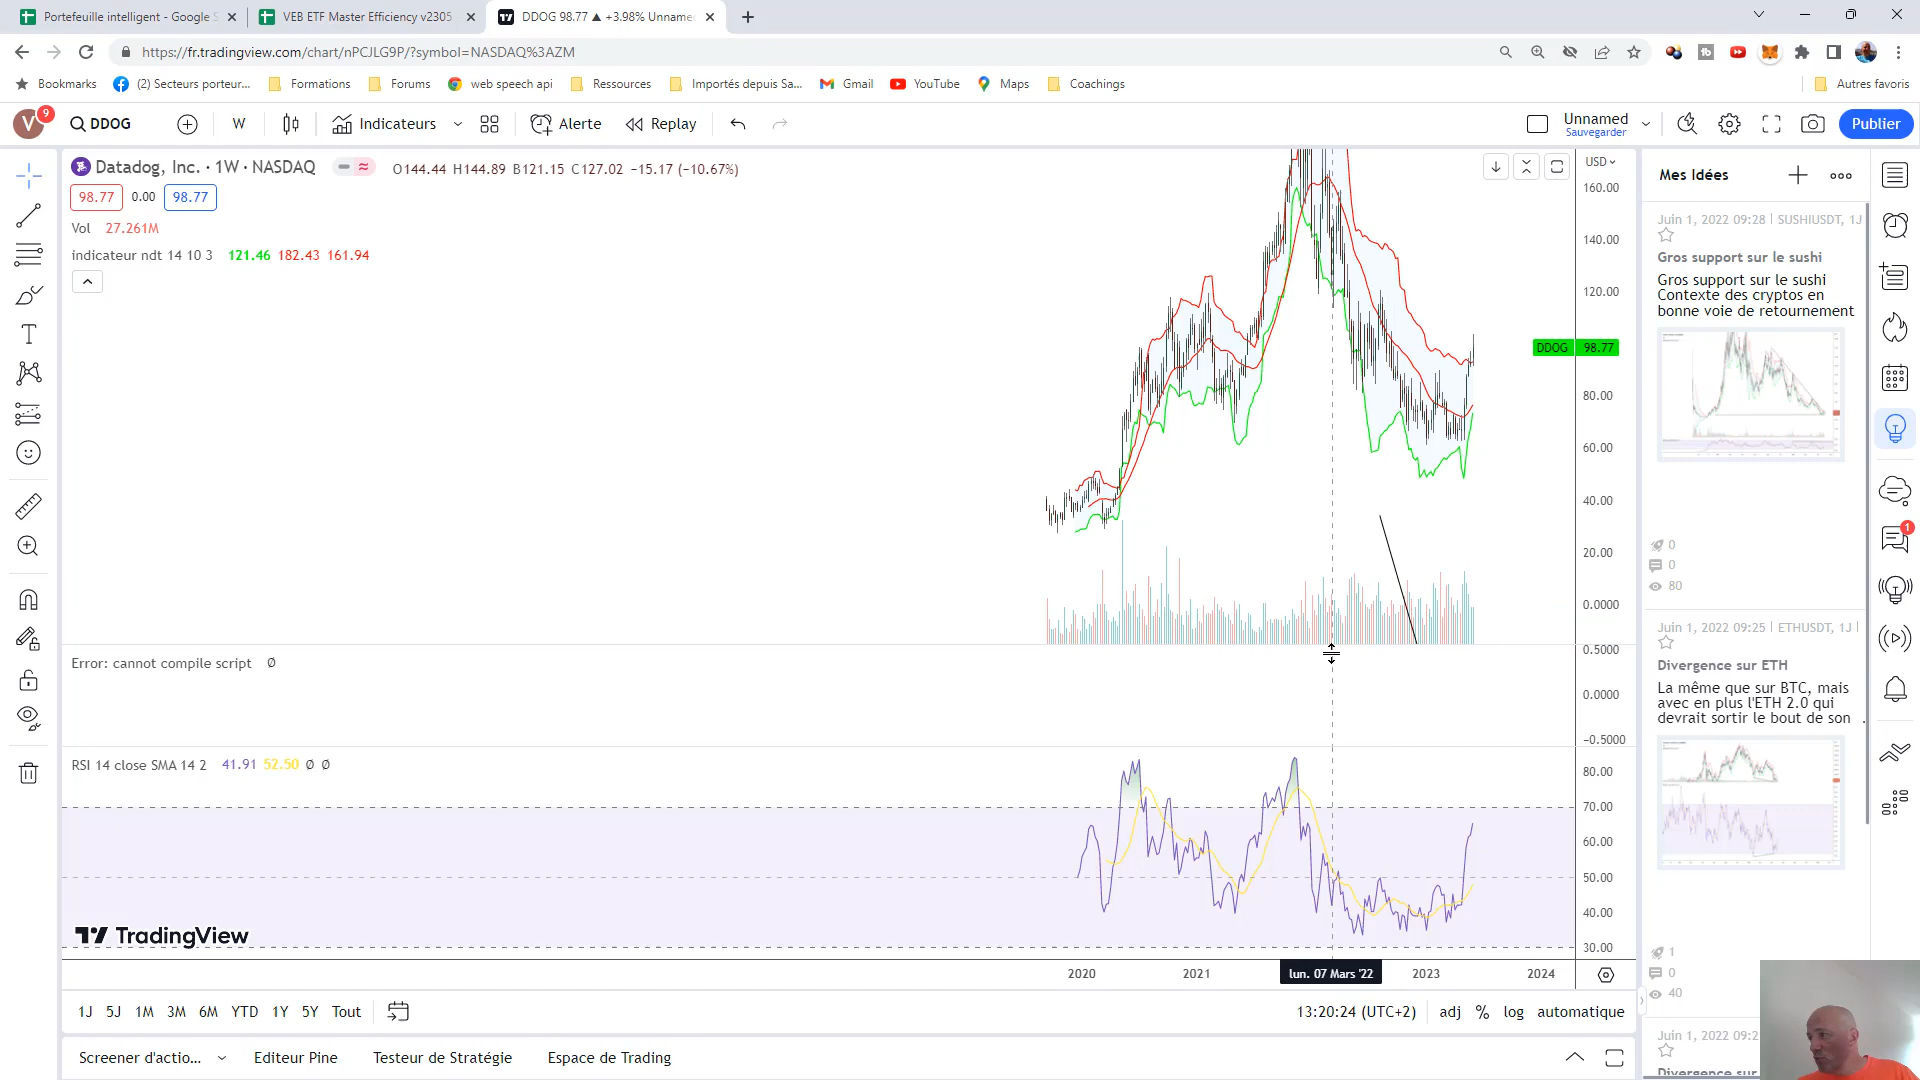 Portefeuille intelligent - Google S
VEB ETF Master Efficiency v2305
DDOG 98.77 ▲ +3.98% Unname
https://fr.tradingview.com/chart/nPCJLG9P/?symbol=NASDAQ%3AZM
Bookmarks
(2) Secteurs porteur...
Formations
Forums
web speech api
Ressources
Importés depuis Sa...
Gmail
YouTube
Maps
Coachings
Autres favoris
V
9
DDOG
W
Indicateurs
Alerte
Replay
Unnamed
Sauvegarder
Publier
Datadog, Inc. · 1W · NASDAQ
O144.44 H144.89 B121.15 C127.02 −15.17 (−10.67%)
98.77
0.00
98.77
Vol 27.261M
indicateur ndt 14 10 3 121.46 182.43 161.94
USD
160.00
140.00
120.00
DDOG 98.77
80.00
60.00
40.00
20.00
0.0000
Error: cannot compile script Ø
0.5000
0.0000
−0.5000
RSI 14 close SMA 14 2 41.91 52.50 Ø Ø
80.00
70.00
60.00
50.00
40.00
30.00
TradingView
2020
2021
lun. 07 Mars '22
2023
2024
1J
5J
1M
3M
6M
YTD
1Y
5Y
Tout
13:20:24 (UTC+2)
adj
%
log
automatique
Screener d'actio...
Editeur Pine
Testeur de Stratégie
Espace de Trading
Mes Idées
Juin 1, 2022 09:28 | SUSHIUSDT, 1J
Gros support sur le sushi
Gros support sur le sushi
Contexte des cryptos en
bonne voie de retournement
0
0
80
Juin 1, 2022 09:25 | ETHUSDT, 1J
Divergence sur ETH
La même que sur BTC, mais
avec en plus l'ETH 2.0 qui
devrait sortir le bout de son
1
0
40
Juin 1, 2022 09:2
Divergence sur
1